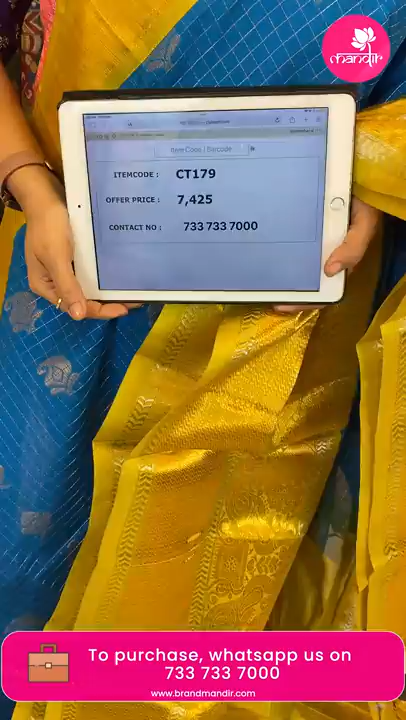 mandir
Item Code / Barcode
ITEMCODE : CT179
OFFER PRICE : 7,425
CONTACT NO : 733 733 7000
To purchase, whatsapp us on
733 733 7000
www.brandmandir.com